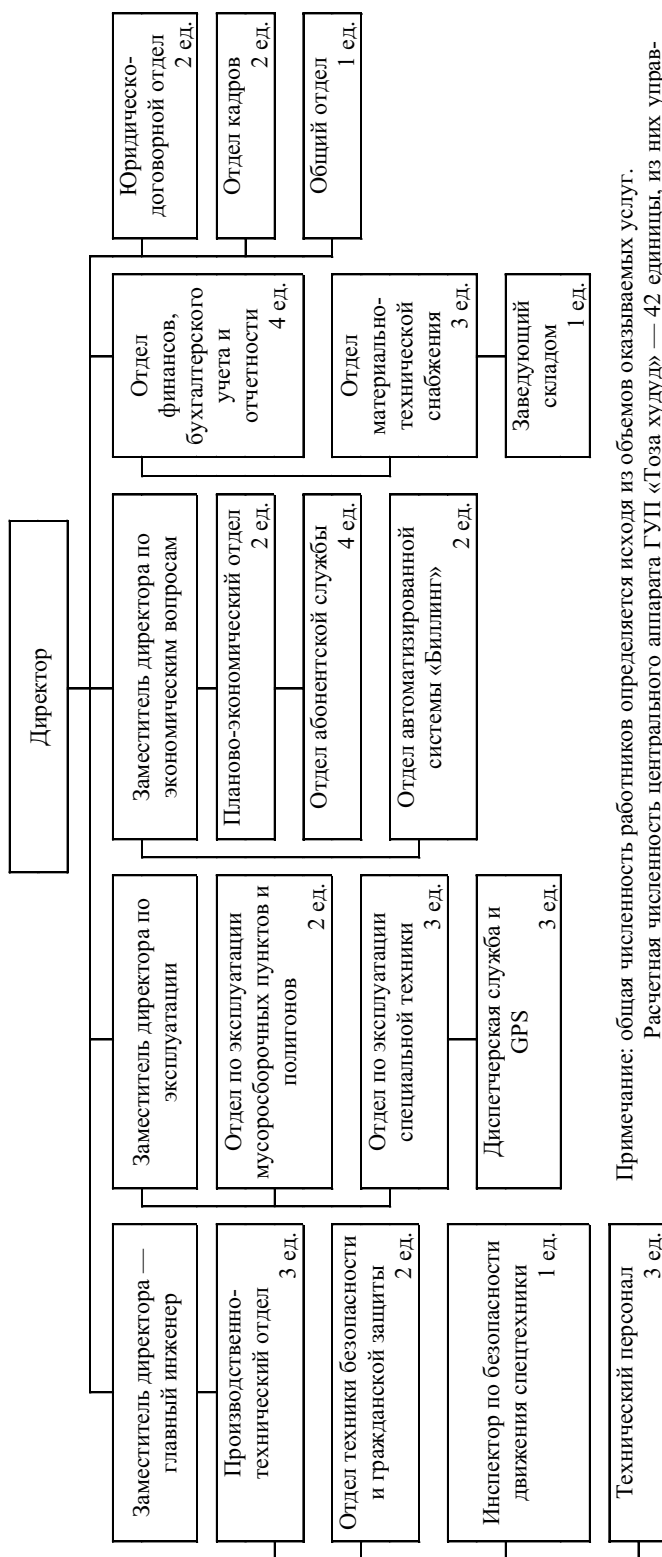 Директор
Заместитель директора —
главный инженер
Производственно-
технический отдел
3 ед.
Отдел техники безопасности
и гражданской защиты
2 ед.
Инспектор по безопасности
движения спецтехники
1 ед.
Технический персонал
3 ед.
Заместитель директора по
эксплуатации
Отдел по эксплуатации
мусоросборочных пунктов и
полигонов
2 ед.
Отдел по эксплуатации
специальной техники
3 ед.
Диспетчерская служба и
GPS
3 ед.
Заместитель директора по
экономическим вопросам
Планово-экономический отдел
2 ед.
Отдел абонентской службы
4 ед.
Отдел автоматизированной
системы «Биллинг»
2 ед.
Отдел
финансов,
бухгалтерского
учета и
отчетности
4 ед.
Отдел
материально-
технической
снабжения
3 ед.
Заведующий
складом
1 ед.
Юридическо-
договорной отдел
2 ед.
Отдел кадров
2 ед.
Общий отдел
1 ед.
Примечание: общая численность работников определяется исходя из объемов оказываемых услуг.
Расчетная численность центрального аппарата ГУП «Тоза худуд» — 42 единицы, из них управ-